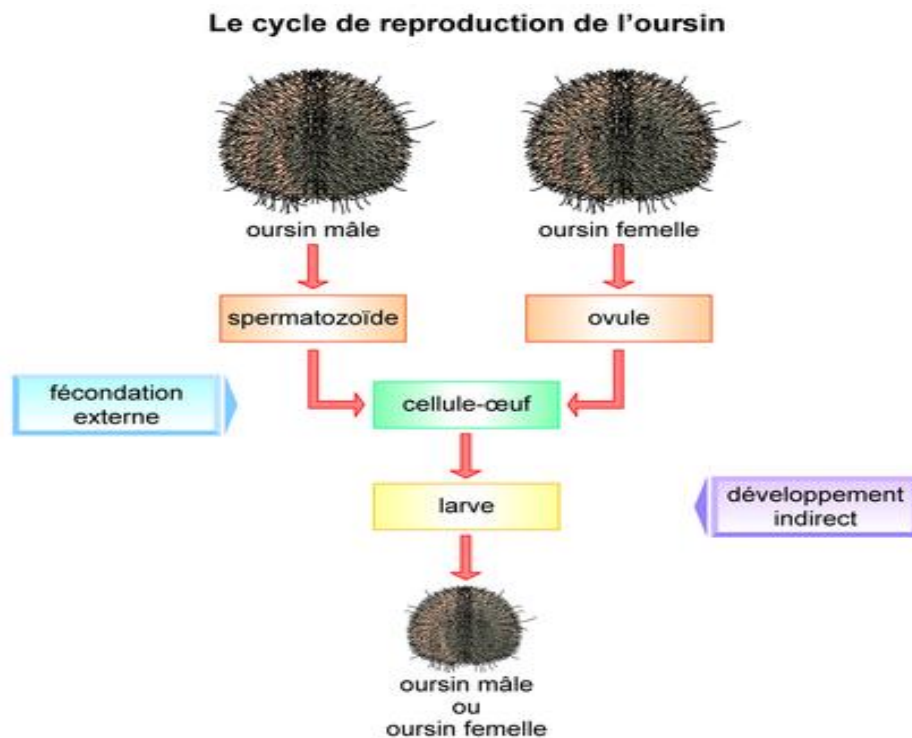 Le cycle de reproduction de l'oursin
oursin mâle
oursin femelle
spermatozoïde
ovule
fécondation
externe
cellule-œuf
larve
développement
indirect
oursin mâle
ou
oursin femelle